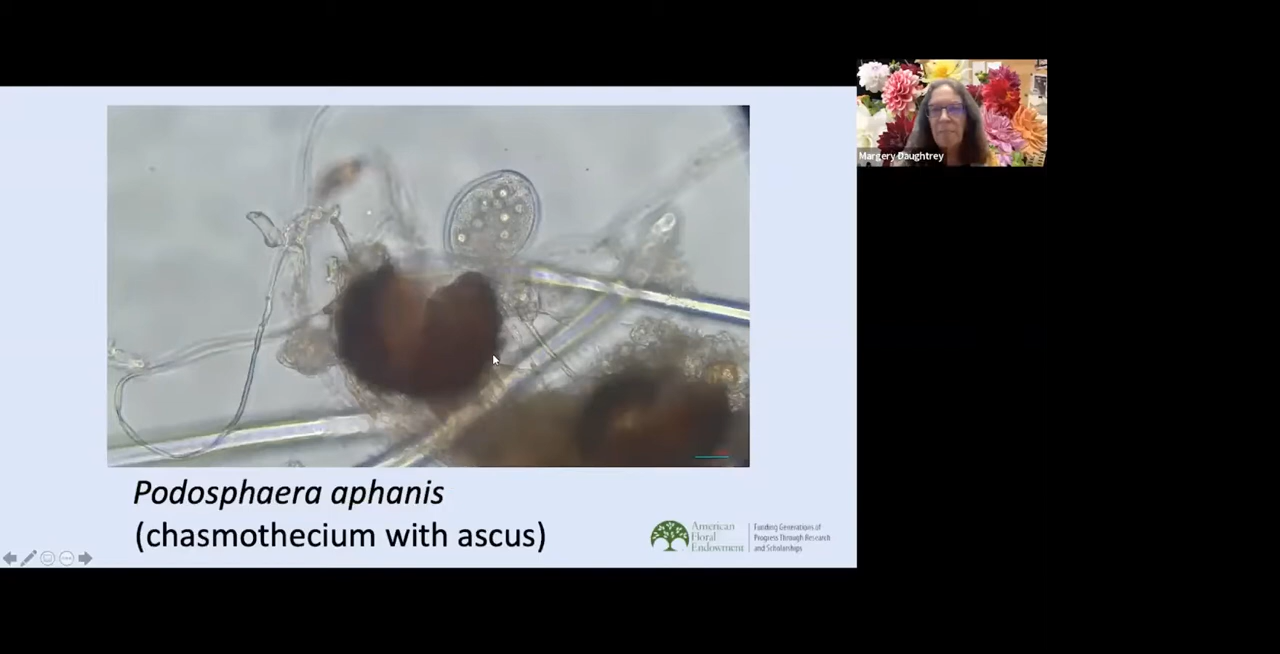 Margery Daughtrey
Podosphaera aphanis
(chasmothecium with ascus)
American
Floral
Endowment
Funding Generations of
Progress Through Research
and Scholarships